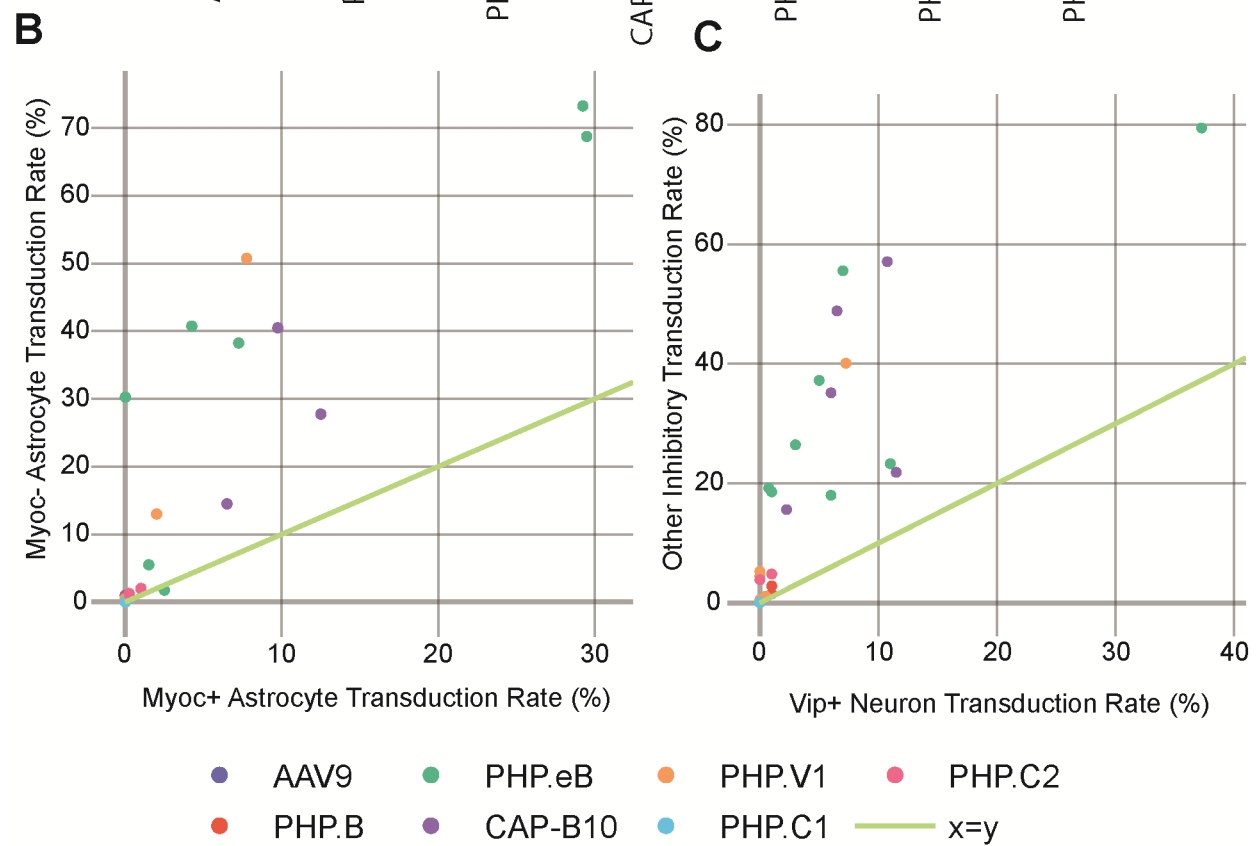 B
C
Myoc- Astrocyte Transduction Rate (%)
70
60
50
40
30
20
10
0
0 10 20 30
Myoc+ Astrocyte Transduction Rate (%)
Other Inhibitory Transduction Rate (%)
80
60
40
20
0
0 10 20 30 40
Vip+ Neuron Transduction Rate (%)
AAV9 PHP.eB PHP.V1 PHP.C2
PHP.B CAP-B10 PHP.C1 x=y